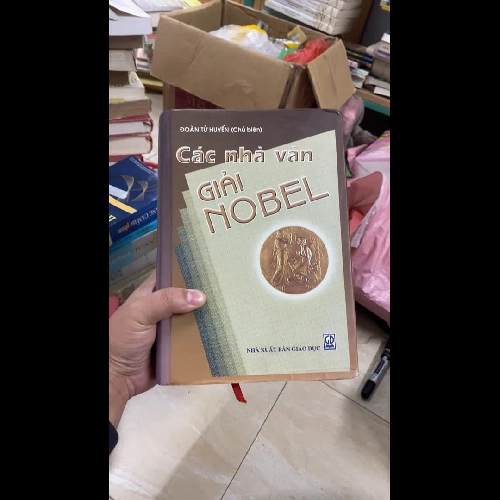 ĐOÀN TỬ HUYẾN (Chủ biên)
Các nhà văn
GIẢI
NOBEL
NHÀ XUẤT BẢN GIÁO DỤC